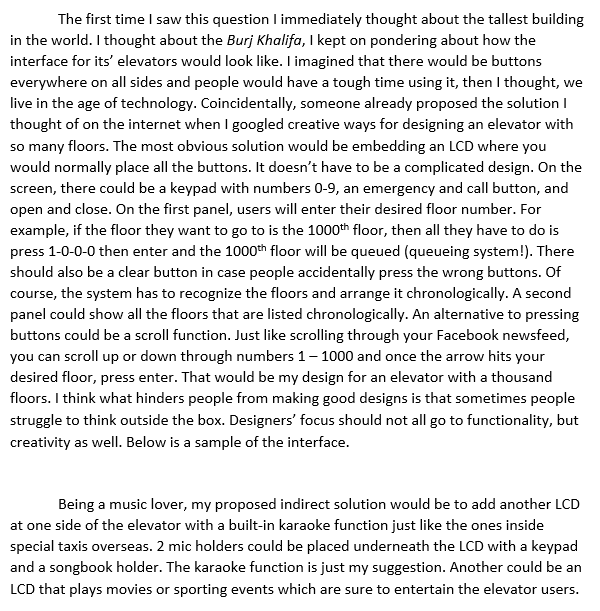 The first time I saw this question I immediately thought about the tallest building
in the world. I thought about the Burj Khalifa, I kept on pondering about how the
interface for its’ elevators would look like. I imagined that there would be buttons
everywhere on all sides and people would have a tough time using it, then I thought, we
live in the age of technology. Coincidentally, someone already proposed the solution I
thought of on the internet when I googled creative ways for designing an elevator with
so many floors. The most obvious solution would be embedding an LCD where you
would normally place all the buttons. It doesn’t have to be a complicated design. On the
screen, there could be a keypad with numbers 0-9, an emergency and call button, and
open and close. On the first panel, users will enter their desired floor number. For
example, if the floor they want to go to is the 1000th floor, then all they have to do is
press 1-0-0-0 then enter and the 1000th floor will be queued (queueing system!). There
should also be a clear button in case people accidentally press the wrong buttons. Of
course, the system has to recognize the floors and arrange it chronologically. A second
panel could show all the floors that are listed chronologically. An alternative to pressing
buttons could be a scroll function. Just like scrolling through your Facebook newsfeed,
you can scroll up or down through numbers 1 – 1000 and once the arrow hits your
desired floor, press enter. That would be my design for an elevator with a thousand
floors. I think what hinders people from making good designs is that sometimes people
struggle to think outside the box. Designers’ focus should not all go to functionality, but
creativity as well. Below is a sample of the interface.
Being a music lover, my proposed indirect solution would be to add another LCD
at one side of the elevator with a built-in karaoke function just like the ones inside
special taxis overseas. 2 mic holders could be placed underneath the LCD with a keypad
and a songbook holder. The karaoke function is just my suggestion. Another could be an
LCD that plays movies or sporting events which are sure to entertain the elevator users.